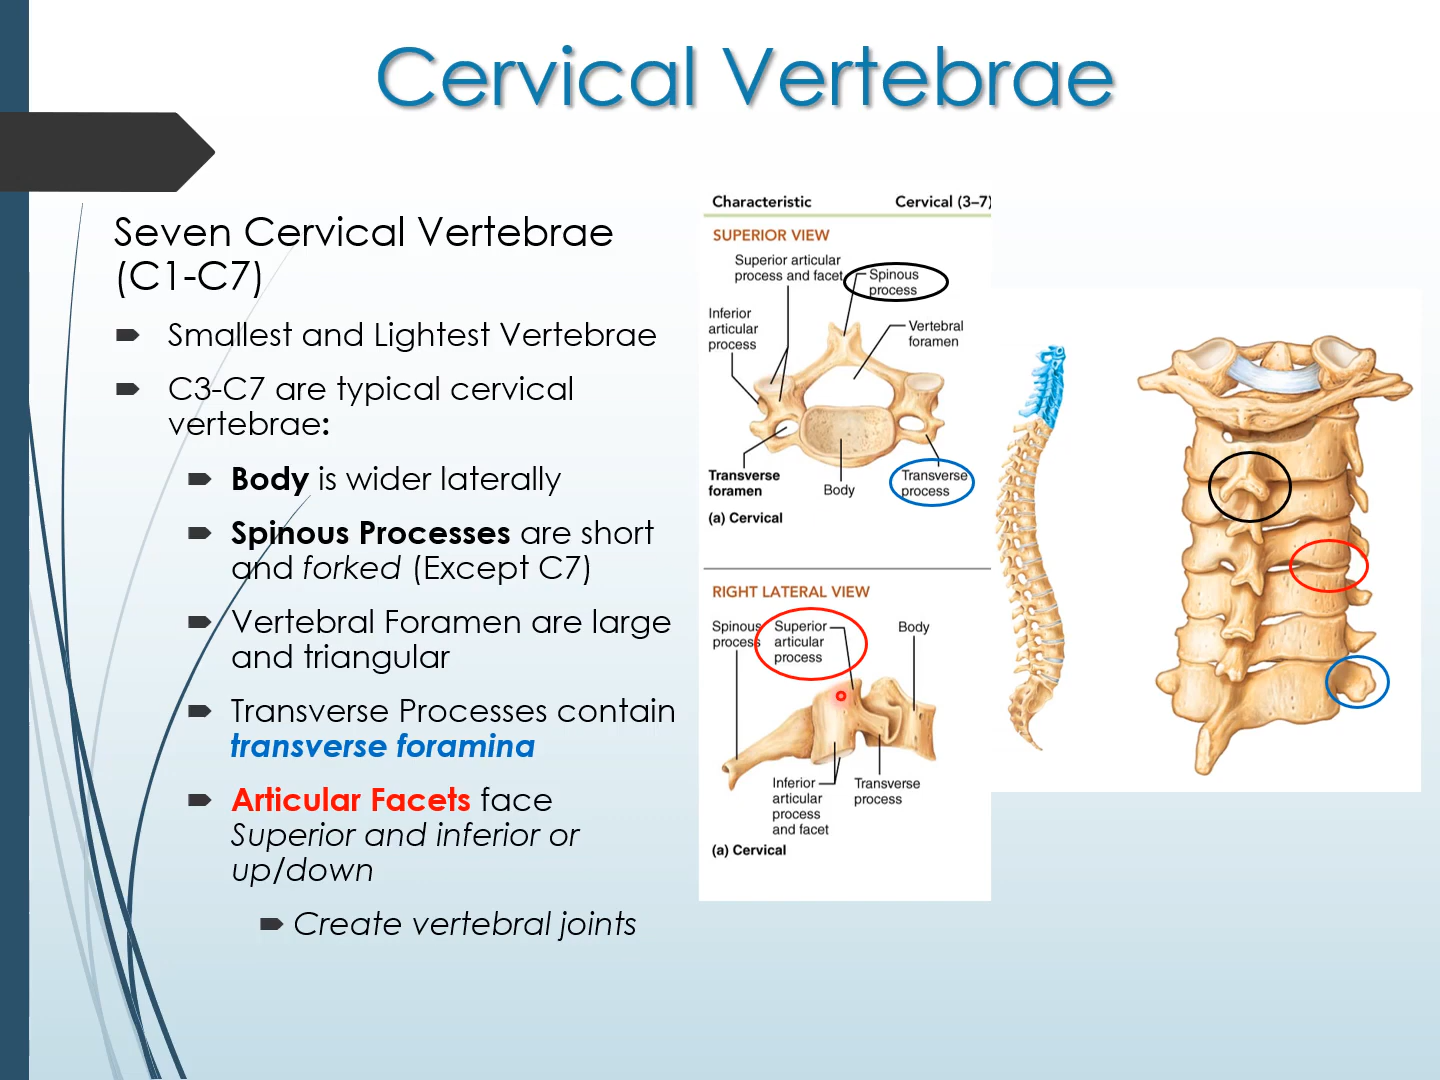 Cervical Vertebrae
Seven Cervical Vertebrae
(C1-C7)
Smallest and Lightest Vertebrae
C3-C7 are typical cervical
vertebrae:
Body is wider laterally
Spinous Processes are short
and forked (Except C7)
Vertebral Foramen are large
and triangular
Transverse Processes contain
transverse foramina
Articular Facets face
Superior and inferior or
up/down
Create vertebral joints
Characteristic
Cervical (3–7)
SUPERIOR VIEW
Superior articular
process and facet
Spinous
process
Inferior
articular
process
Vertebral
foramen
Transverse
foramen
Body
Transverse
process
(a) Cervical
RIGHT LATERAL VIEW
Spinous
process
Superior
articular
process
Body
Inferior
articular
process
and facet
Transverse
process
(a) Cervical